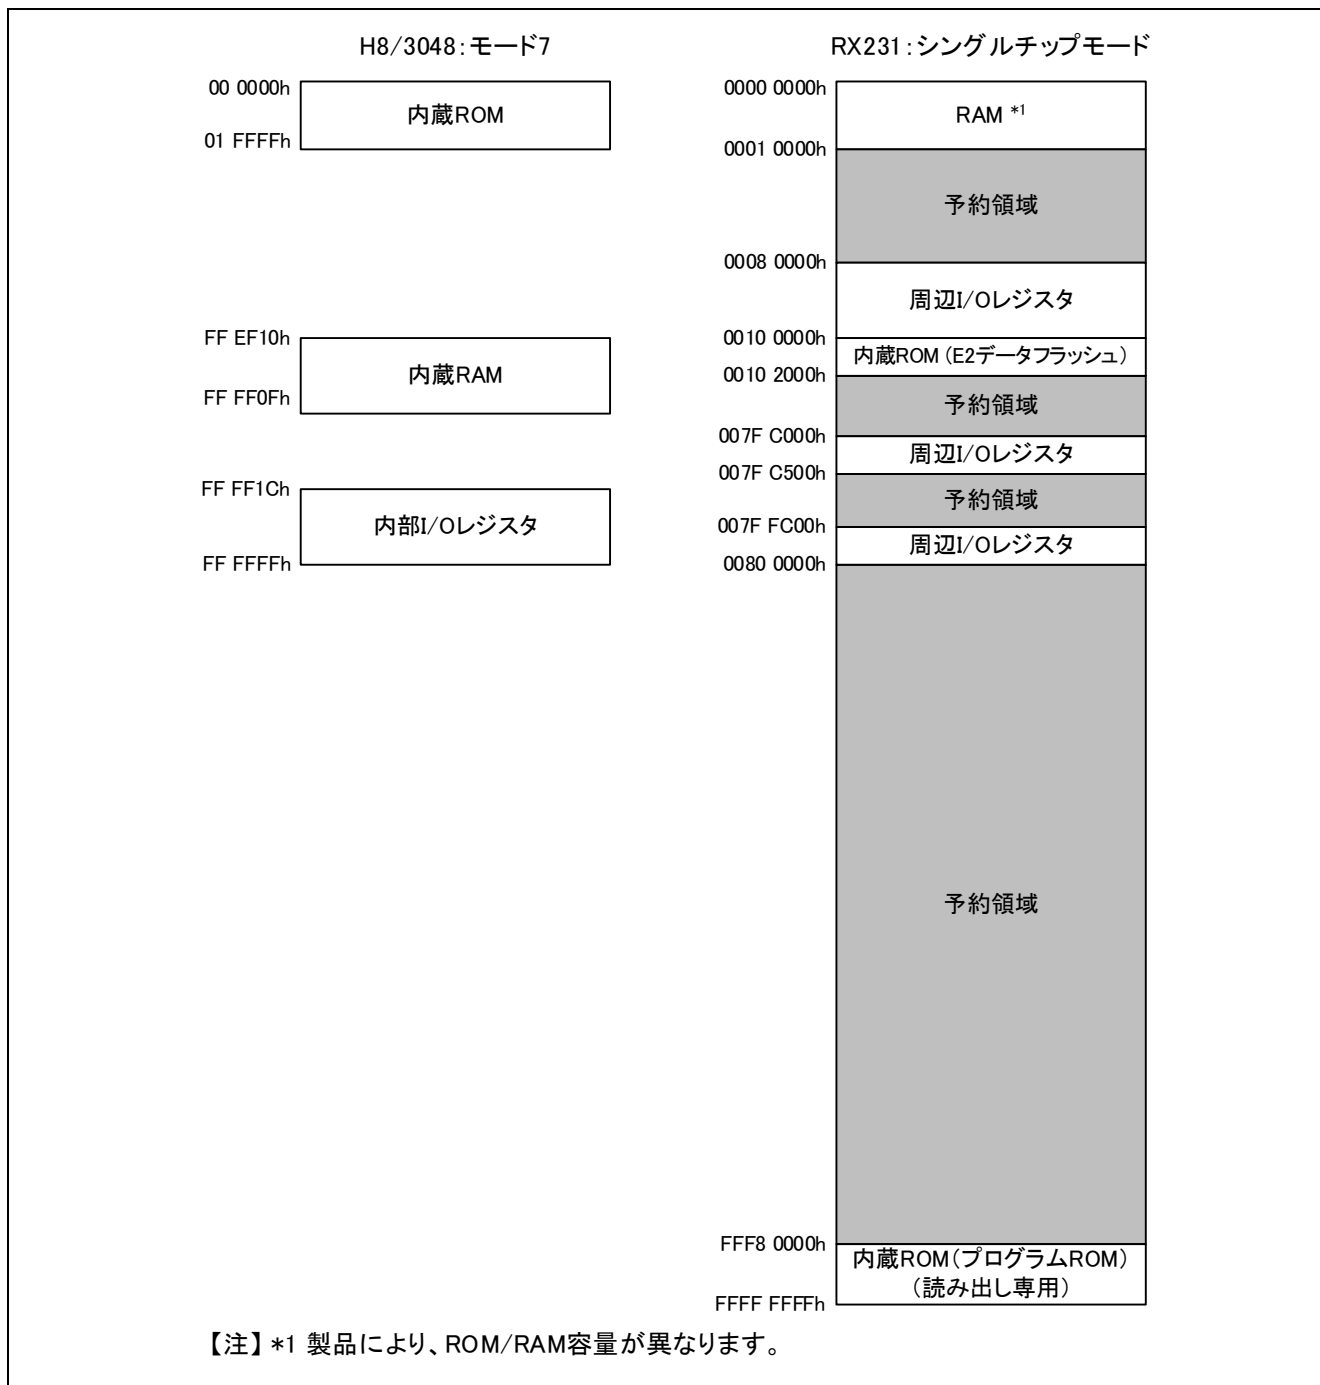 H8/3048：モード7
00 0000h
内蔵ROM
01 FFFFh
FF EF10h
内蔵RAM
FF FF0Fh
FF FF1Ch
内部I/Oレジスタ
FF FFFFh
RX231：シングルチップモード
0000 0000h
RAM *1
0001 0000h
予約領域
0008 0000h
周辺I/Oレジスタ
0010 0000h
内蔵ROM（E2データフラッシュ）
0010 2000h
予約領域
007F C000h
周辺I/Oレジスタ
007F C500h
予約領域
007F FC00h
周辺I/Oレジスタ
0080 0000h
予約領域
FFF8 0000h
内蔵ROM（プログラムROM）
（読み出し専用）
FFFF FFFFh
【注】 *1 製品により、ROM/RAM容量が異なります。